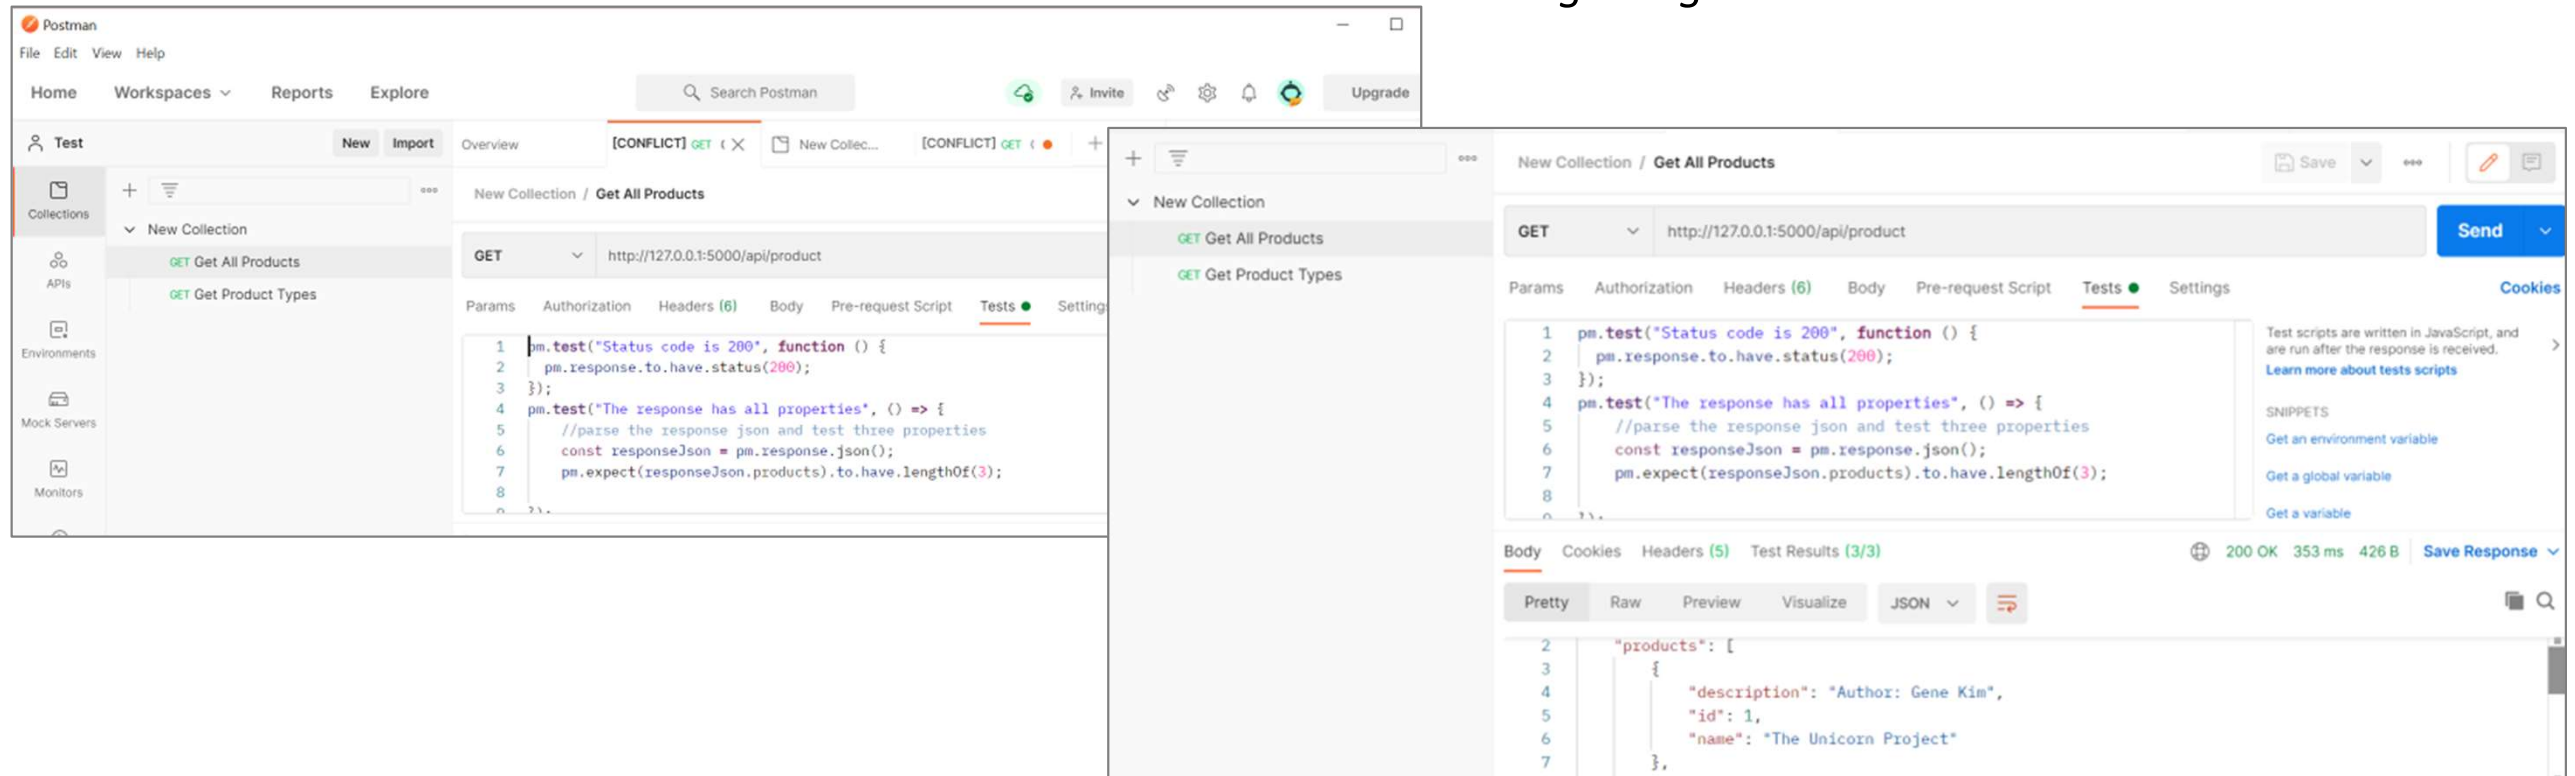 Postman
File Edit View Help
Home Workspaces Reports Explore Search Postman Invite Upgrade
Test New Import Overview [CONFLICT] GET New Collec... [CONFLICT] GET
Collections
APIs
Environments
Mock Servers
Monitors
New Collection
GET Get All Products
GET Get Product Types
New Collection / Get All Products
GET http://127.0.0.1:5000/api/product
Params Authorization Headers (6) Body Pre-request Script Tests Setting
1 pm.test("Status code is 200", function () {
2 pm.response.to.have.status(200);
3 });
4 pm.test("The response has all properties", () => {
5 //parse the response json and test three properties
6 const responseJson = pm.response.json();
7 pm.expect(responseJson.products).to.have.lengthOf(3);
8
New Collection
GET Get All Products
GET Get Product Types
New Collection / Get All Products Save
GET http://127.0.0.1:5000/api/product Send
Params Authorization Headers (6) Body Pre-request Script Tests Settings Cookies
1 pm.test("Status code is 200", function () {
2 pm.response.to.have.status(200);
3 });
4 pm.test("The response has all properties", () => {
5 //parse the response json and test three properties
6 const responseJson = pm.response.json();
7 pm.expect(responseJson.products).to.have.lengthOf(3);
8
Test scripts are written in JavaScript, and
are run after the response is received.
Learn more about tests scripts
SNIPPETS
Get an environment variable
Get a global variable
Get a variable
Body Cookies Headers (5) Test Results (3/3) 200 OK 353 ms 426 B Save Response
Pretty Raw Preview Visualize JSON
2 "products": [
3 {
4 "description": "Author: Gene Kim",
5 "id": 1,
6 "name": "The Unicorn Project"
7 },